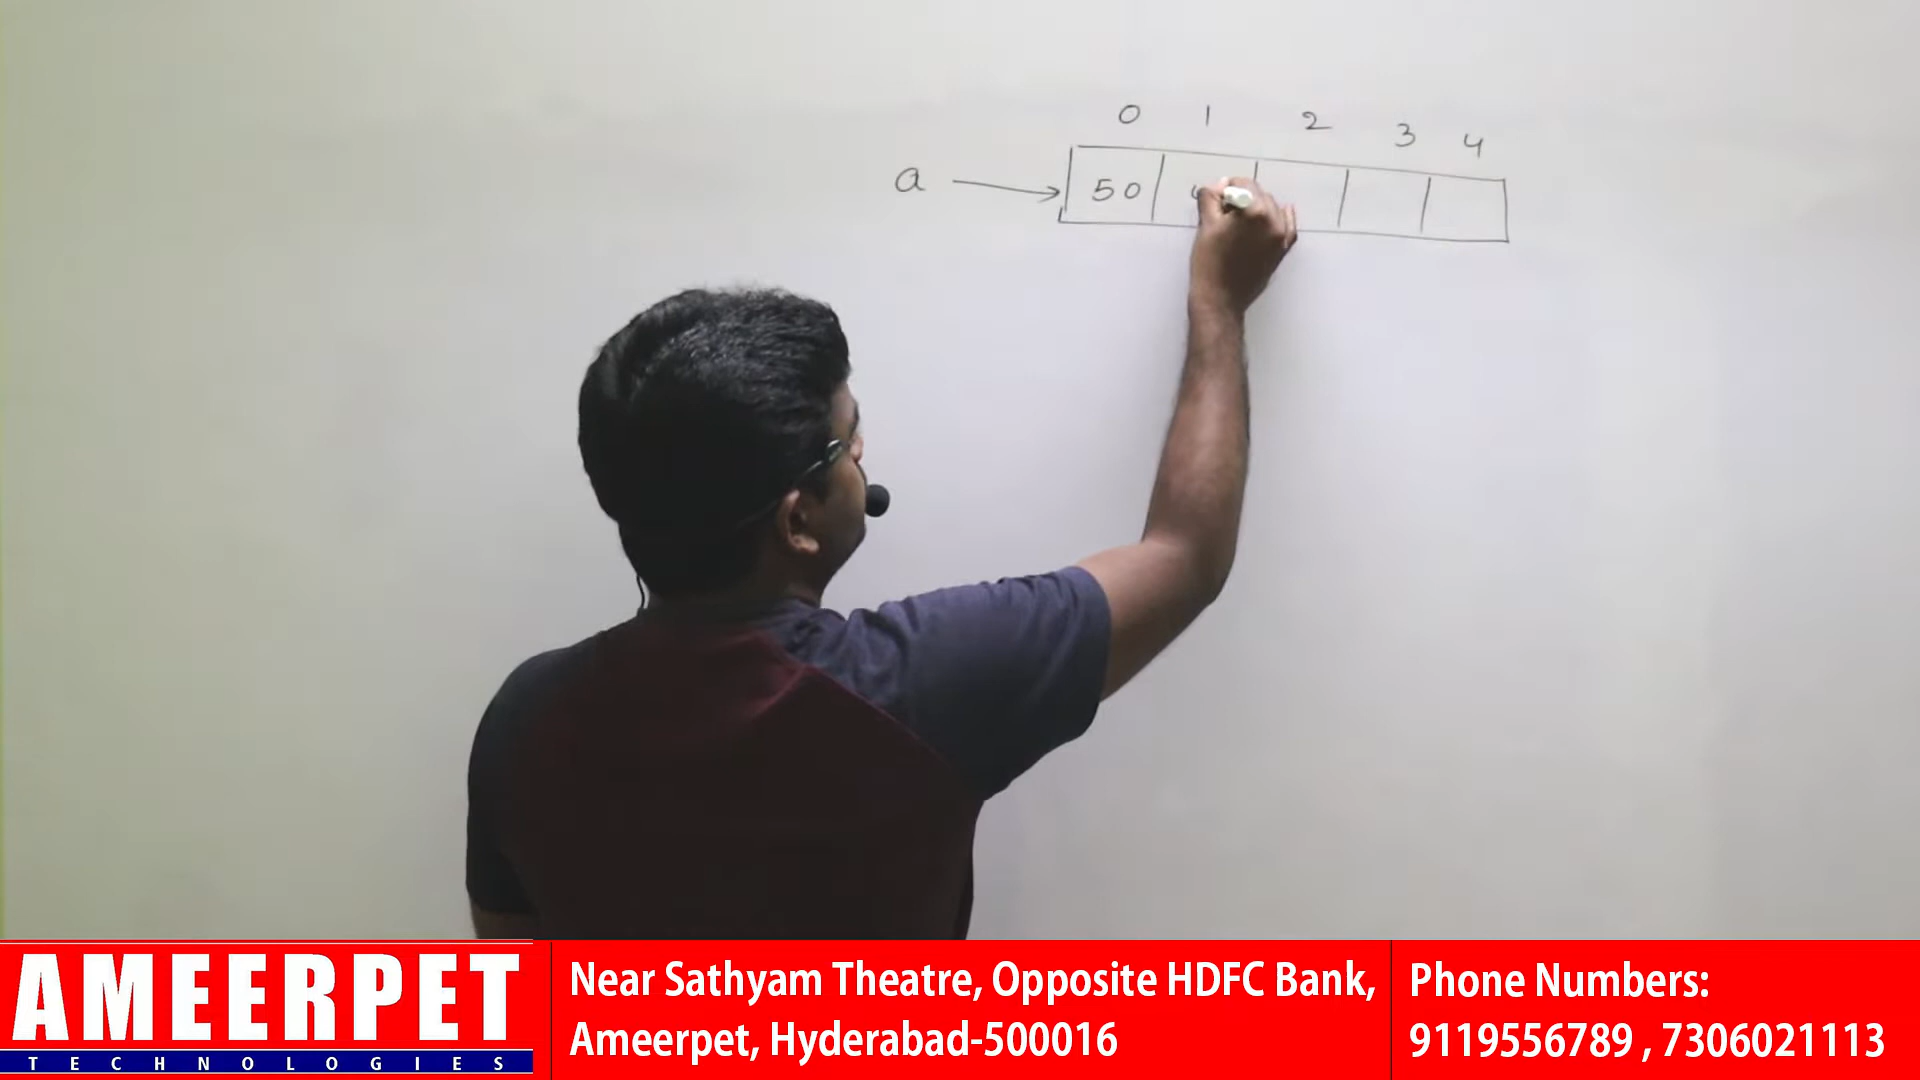 0 1 2 3 4
a 50
AMEERPET
TECHNOLOGIES
Near Sathyam Theatre, Opposite HDFC Bank,
Ameerpet, Hyderabad-500016
Phone Numbers:
9119556789 , 7306021113